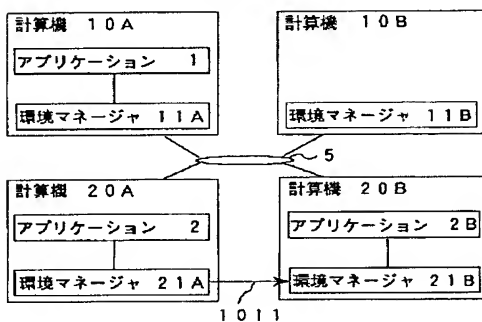 計算機 10A
計算機 10B
アプリケーション 1
環境マネージャ 11A
環境マネージャ 11B
5
計算機 20A
計算機 20B
アプリケーション 2
アプリケーション 2B
環境マネージャ 21A
環境マネージャ 21B
1011